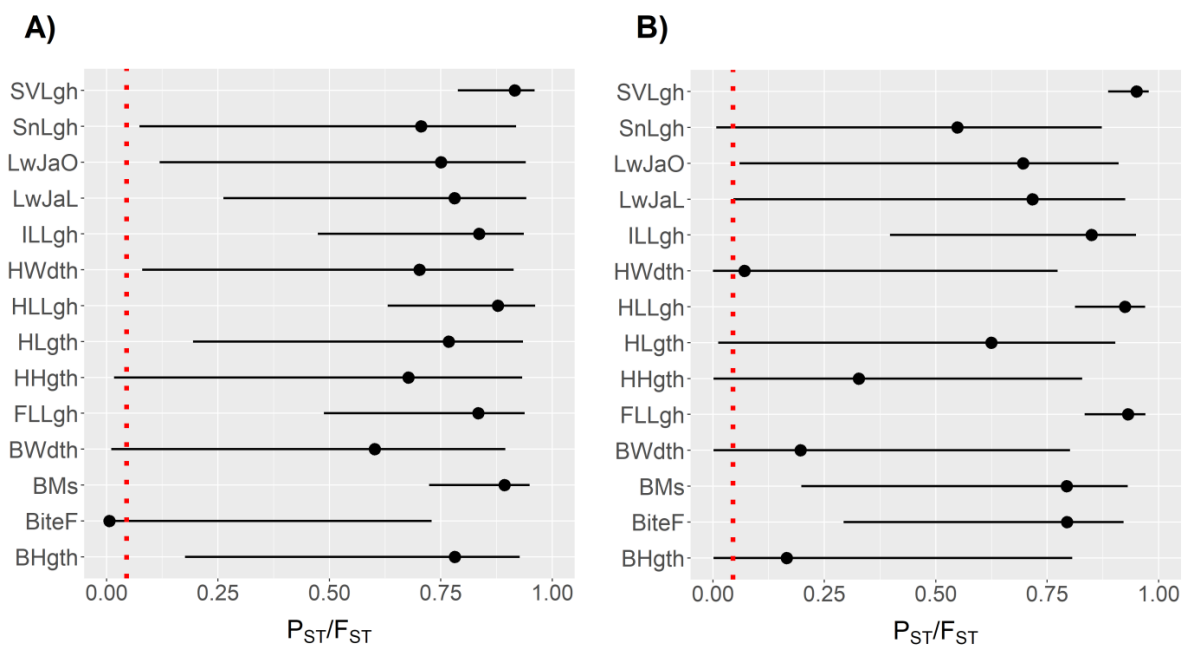 A)
SVLgh
SnLgh
LwJaO
LwJaL
ILLgh
HWdth
HLLgh
HLgth
HHgth
FLLgh
BWdth
BMs
BiteF
BHgth
0.00 0.25 0.50 0.75 1.00
PST/FST
B)
SVLgh
SnLgh
LwJaO
LwJaL
ILLgh
HWdth
HLLgh
HLgth
HHgth
FLLgh
BWdth
BMs
BiteF
BHgth
0.00 0.25 0.50 0.75 1.00
PST/FST